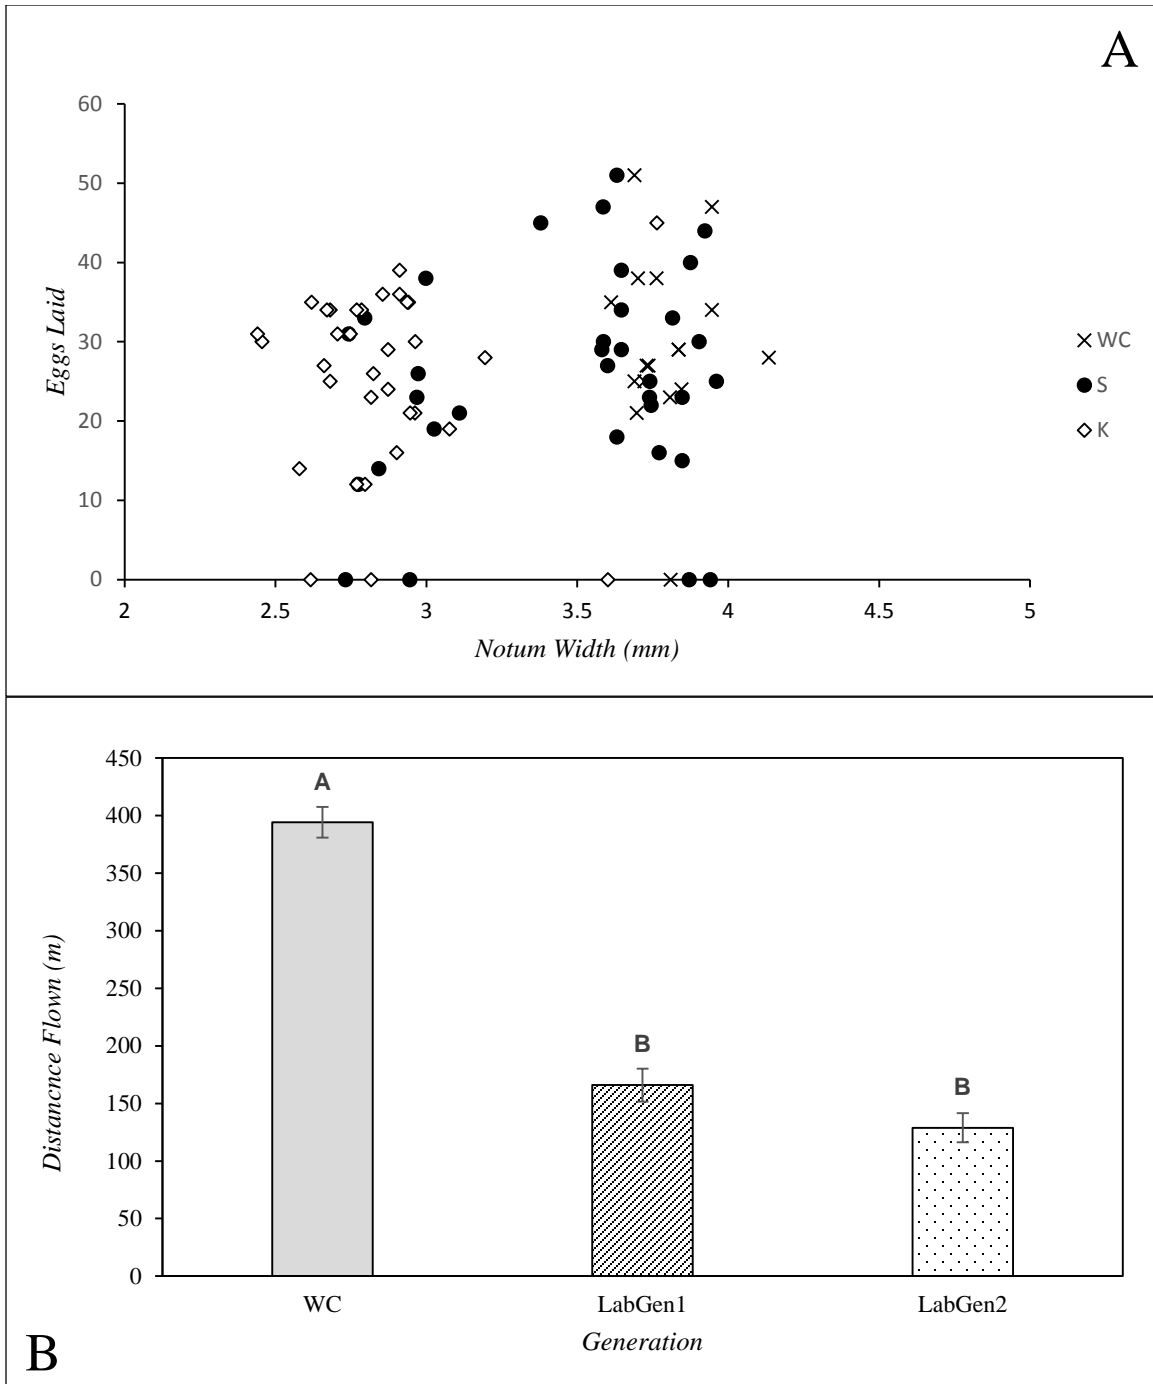 A
60
50
40
30
20
10
0
Eggs Laid
2 2.5 3 3.5 4 4.5 5
Notum Width (mm)
WC
S
K
450
400
350
300
250
200
150
100
50
0
Distancnce Flown (m)
A
B
B
WC LabGen1 LabGen2
Generation
B